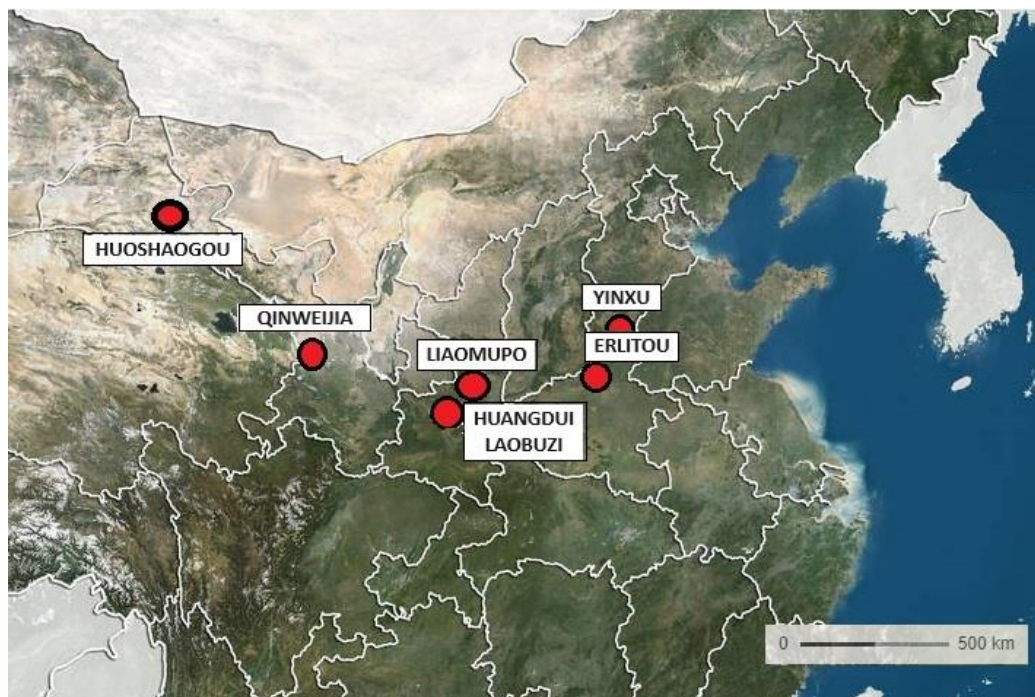 HUOSHAOGOU
QINWEIJIA
YINXU
LIAOMUPO
ERLITOU
HUANGDUI
LAOBUZI
0 500 km